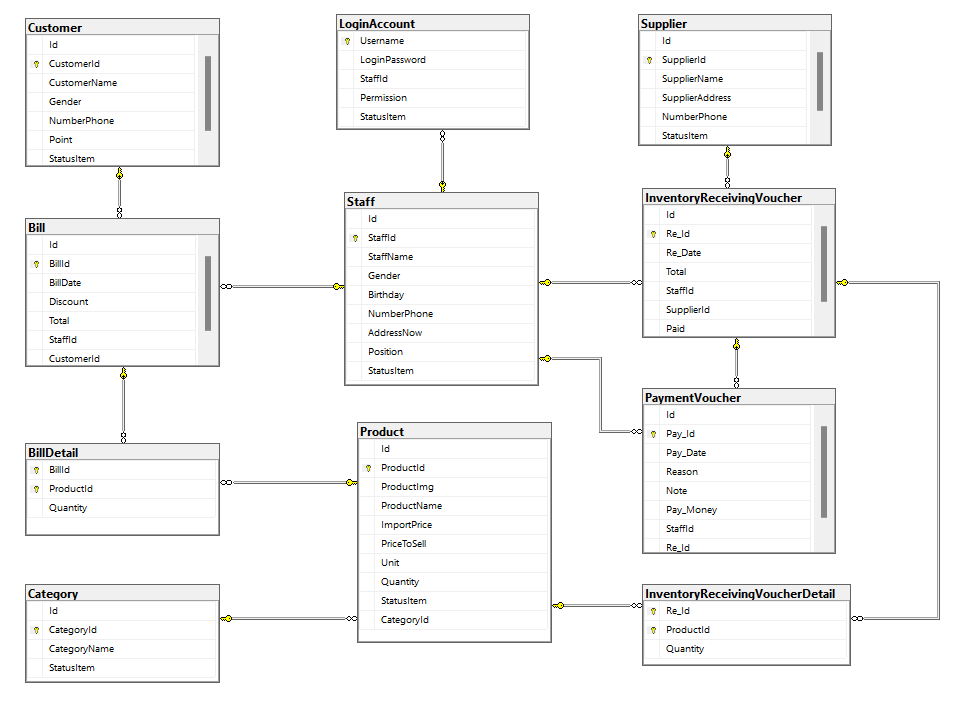 Customer
Id
CustomerId
CustomerName
Gender
NumberPhone
Point
StatusItem
LoginAccount
Username
LoginPassword
StaffId
Permission
StatusItem
Supplier
Id
SupplierId
SupplierName
SupplierAddress
NumberPhone
StatusItem
Bill
Id
BillId
BillDate
Discount
Total
StaffId
CustomerId
Staff
Id
StaffId
StaffName
Gender
Birthday
NumberPhone
AddressNow
Position
StatusItem
InventoryReceivingVoucher
Id
Re_Id
Re_Date
Total
StaffId
SupplierId
Paid
BillDetail
BillId
ProductId
Quantity
Product
Id
ProductId
ProductImg
ProductName
ImportPrice
PriceToSell
Unit
Quantity
StatusItem
CategoryId
PaymentVoucher
Id
Pay_Id
Pay_Date
Reason
Note
Pay_Money
StaffId
Re_Id
Category
Id
CategoryId
CategoryName
StatusItem
InventoryReceivingVoucherDetail
Re_Id
ProductId
Quantity